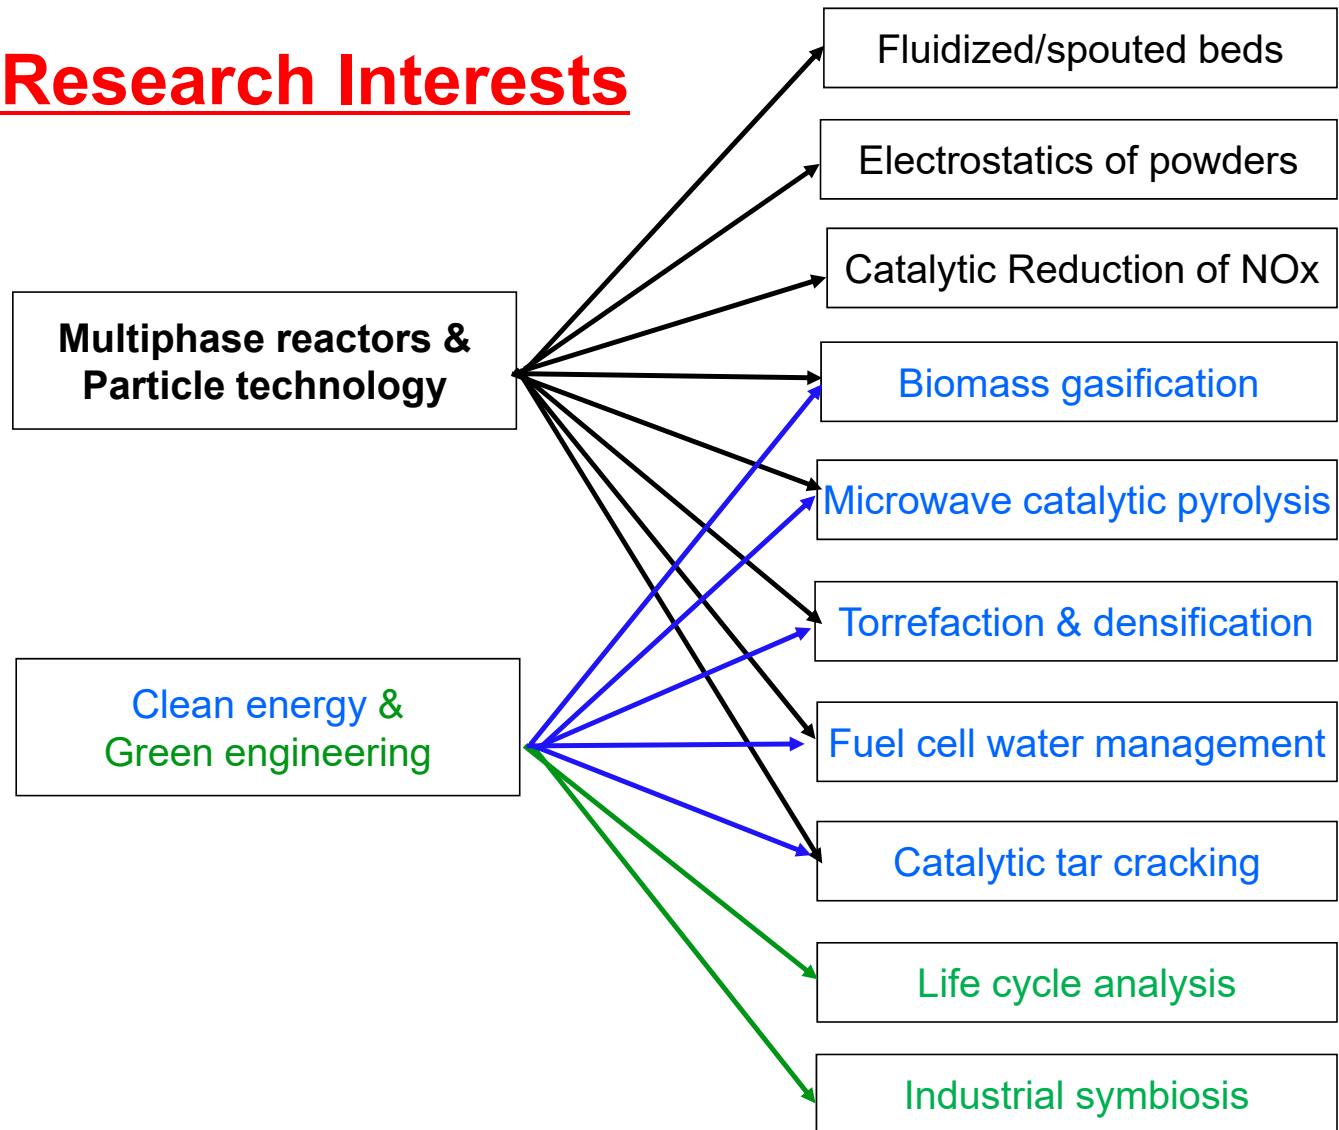 Research Interests
Fluidized/spouted beds
Electrostatics of powders
Catalytic Reduction of NOx
Multiphase reactors &
Particle technology
Biomass gasification
Microwave catalytic pyrolysis
Torrefaction & densification
Clean energy &
Green engineering
Fuel cell water management
Catalytic tar cracking
Life cycle analysis
Industrial symbiosis